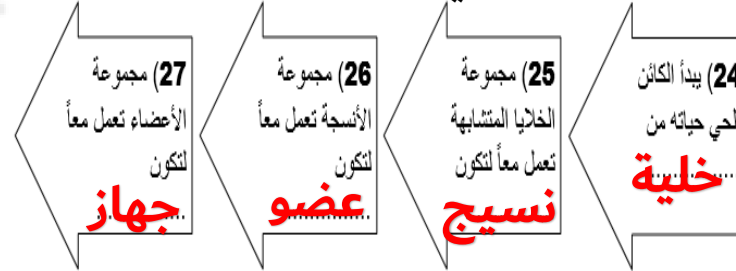 24) يبدأ الكائن
الحي حياته من
خلية
25) مجموعة
الخلايا المتشابهة
تعمل معاً لتكون
نسيج
26) مجموعة
الأنسجة تعمل معاً
لتكون
عضو
27) مجموعة
الأعضاء تعمل معاً
لتكون
جهاز